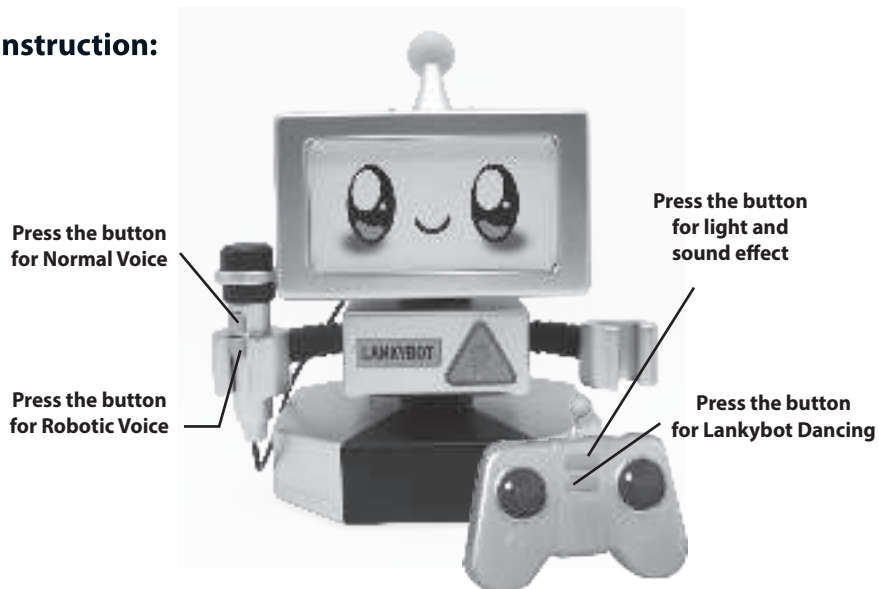 nstruction:
Press the button
for Normal Voice
Press the button
for light and
sound effect
LANKYBOT
Press the button
for Robotic Voice
Press the button
for Lankybot Dancing